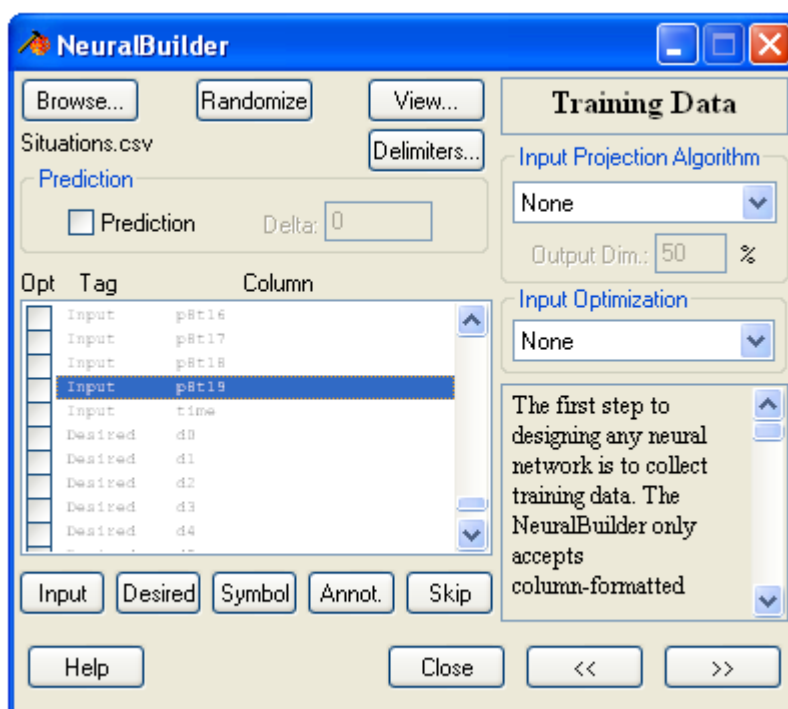 NeuralBuilder
Browse... Randomize View...
Situations.csv
Delimiters...
Prediction
Prediction Delta: 0
Opt Tag Column
Input p8t16
Input p8t17
Input p8t18
Input p8t19
Input time
Desired d0
Desired d1
Desired d2
Desired d3
Desired d4
Input Desired Symbol Annot. Skip
Training Data
Input Projection Algorithm
None
Output Dim.: 50 %
Input Optimization
None
The first step to
designing any neural
network is to collect
training data. The
NeuralBuilder only
accepts
column-formatted
Help Close << >>